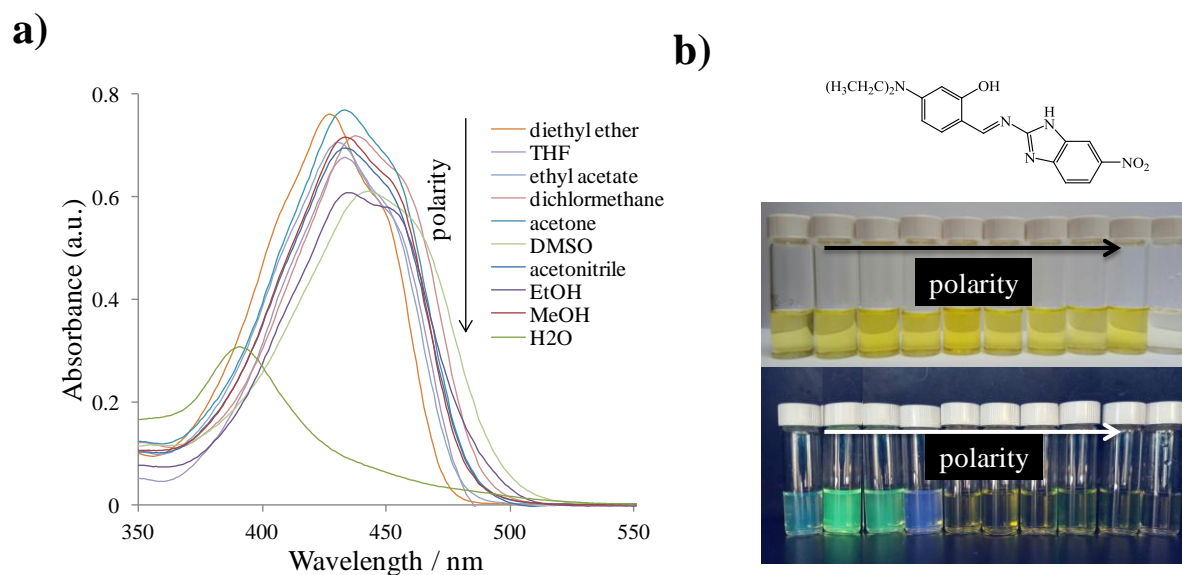 a)
0.8
0.6
0.4
0.2
0
Absorbance (a.u.)
350
400
450
500
550
Wavelength / nm
polarity
diethyl ether
THF
ethyl acetate
dichlormethane
acetone
DMSO
acetonitrile
EtOH
MeOH
H2O
b)
(H₃CH₂C)₂N
OH
N
H
N
N
NO₂
polarity
polarity